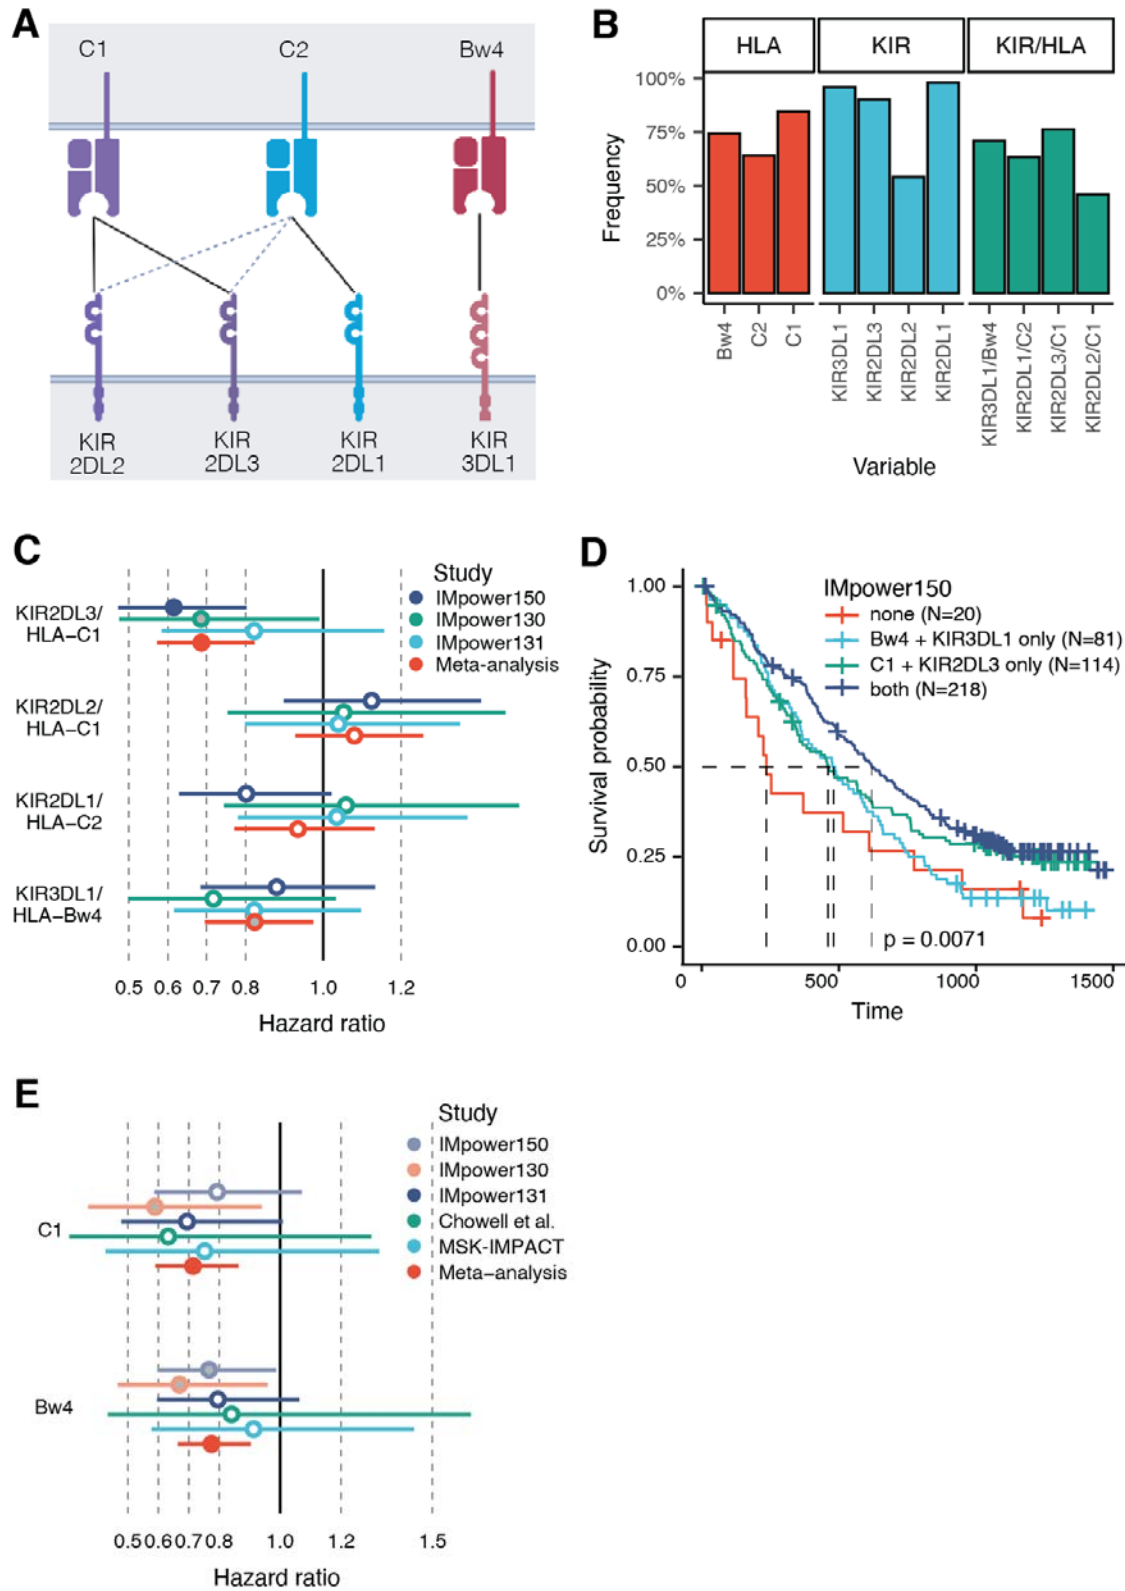 A
C1
C2
Bw4
KIR
2DL2
KIR
2DL3
KIR
2DL1
KIR
3DL1
B
HLA
KIR
KIR/HLA
100%
75%
50%
25%
0%
Frequency
Bw4
C2
C1
KIR3DL1
KIR2DL3
KIR2DL2
KIR2DL1
KIR3DL1/Bw4
KIR2DL1/C2
KIR2DL3/C1
KIR2DL2/C1
Variable
C
Study
IMpower150
IMpower130
IMpower131
Meta-analysis
KIR2DL3/
HLA-C1
KIR2DL2/
HLA-C1
KIR2DL1/
HLA-C2
KIR3DL1/
HLA-Bw4
0.5 0.6 0.7 0.8 1.0 1.2
Hazard ratio
D
IMpower150
none (N=20)
Bw4 + KIR3DL1 only (N=81)
C1 + KIR2DL3 only (N=114)
both (N=218)
1.00
0.75
0.50
0.25
0.00
Survival probability
p = 0.0071
0 500 1000 1500
Time
E
Study
IMpower150
IMpower130
IMpower131
Chowell et al.
MSK-IMPACT
Meta-analysis
C1
Bw4
0.5 0.6 0.7 0.8 1.0 1.2 1.5
Hazard ratio